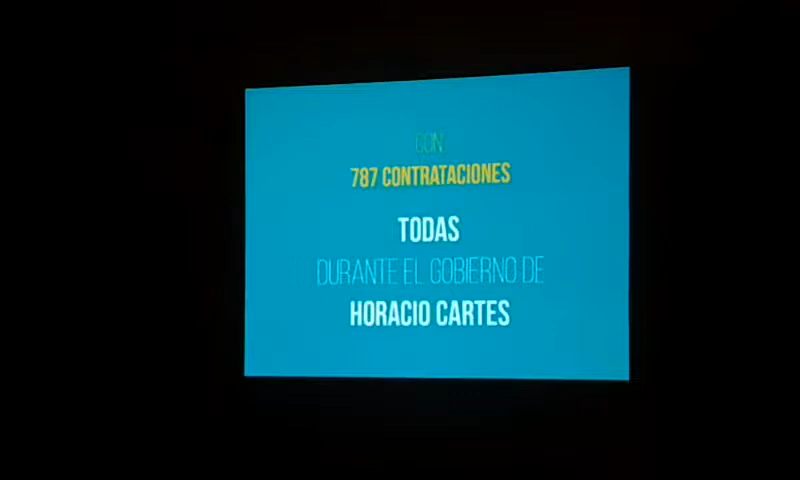 CON
787 CONTRATACIONES
TODAS
DURANTE EL GOBIERNO DE
HORACIO CARTES